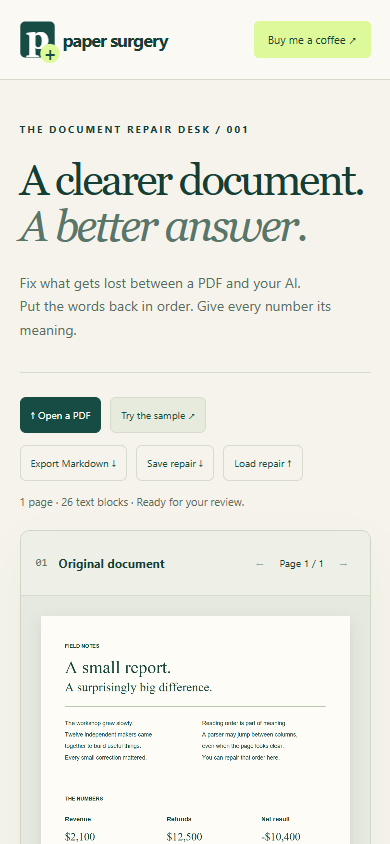 p+ paper surgery
Buy me a coffee ↗
THE DOCUMENT REPAIR DESK / 001
A clearer document.
A better answer.
Fix what gets lost between a PDF and your AI.
Put the words back in order. Give every number its
meaning.
↑ Open a PDF
Try the sample ↗
Export Markdown ↓
Save repair ↓
Load repair ↑
1 page · 26 text blocks · Ready for your review.
01 Original document
← Page 1 / 1 →
FIELD NOTES
A small report.
A surprisingly big difference.
The workshop grew slowly.
Twelve independent makers came
together to build useful things.
Every small correction mattered.
Reading order is part of meaning.
A parser may jump between columns,
even when the page looks clear.
You can repair that order here.
THE NUMBERS
Revenue Refunds Net result
$2,100 $12,500 -$10,400